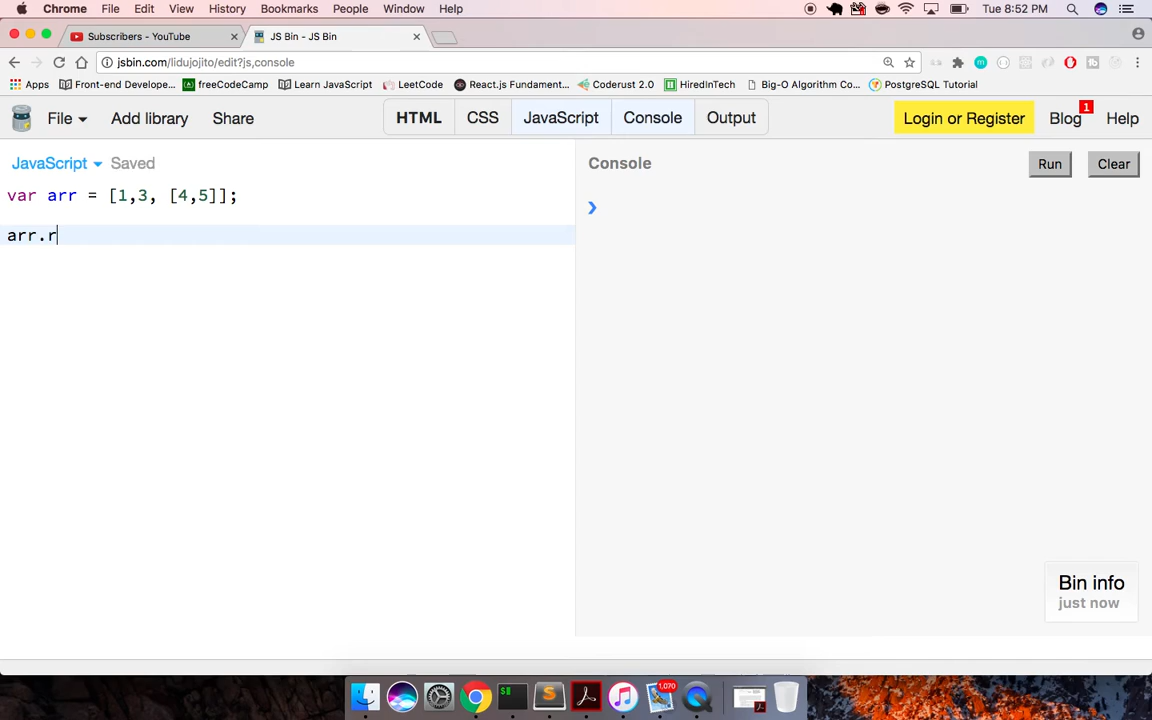 Chrome File Edit View History Bookmarks People Window Help Tue 8:52 PM
Subscribers - YouTube × JS Bin - JS Bin ×
jsbin.com/lidujojito/edit?js,console
Apps Front-end Develope... freeCodeCamp Learn JavaScript LeetCode React.js Fundament... Coderust 2.0 HiredInTech Big-O Algorithm Co... PostgreSQL Tutorial
File Add library Share HTML CSS JavaScript Console Output Login or Register Blog 1 Help
JavaScript Saved Console Run Clear
var arr = [1,3, [4,5]];
arr.r
Bin info
just now
1,070